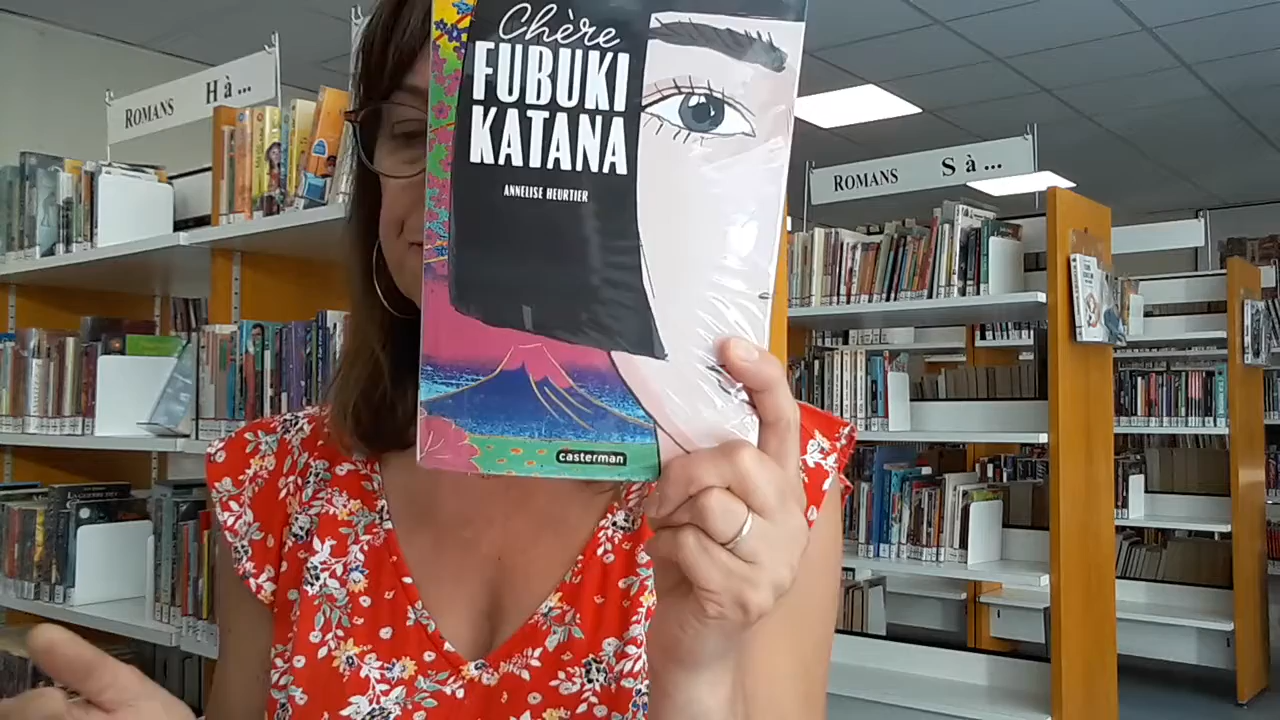 Chère
FUBUKI
KATANA
ANNELISE HEURTIER
casterman
ROMANS H à...
ROMANS S à...